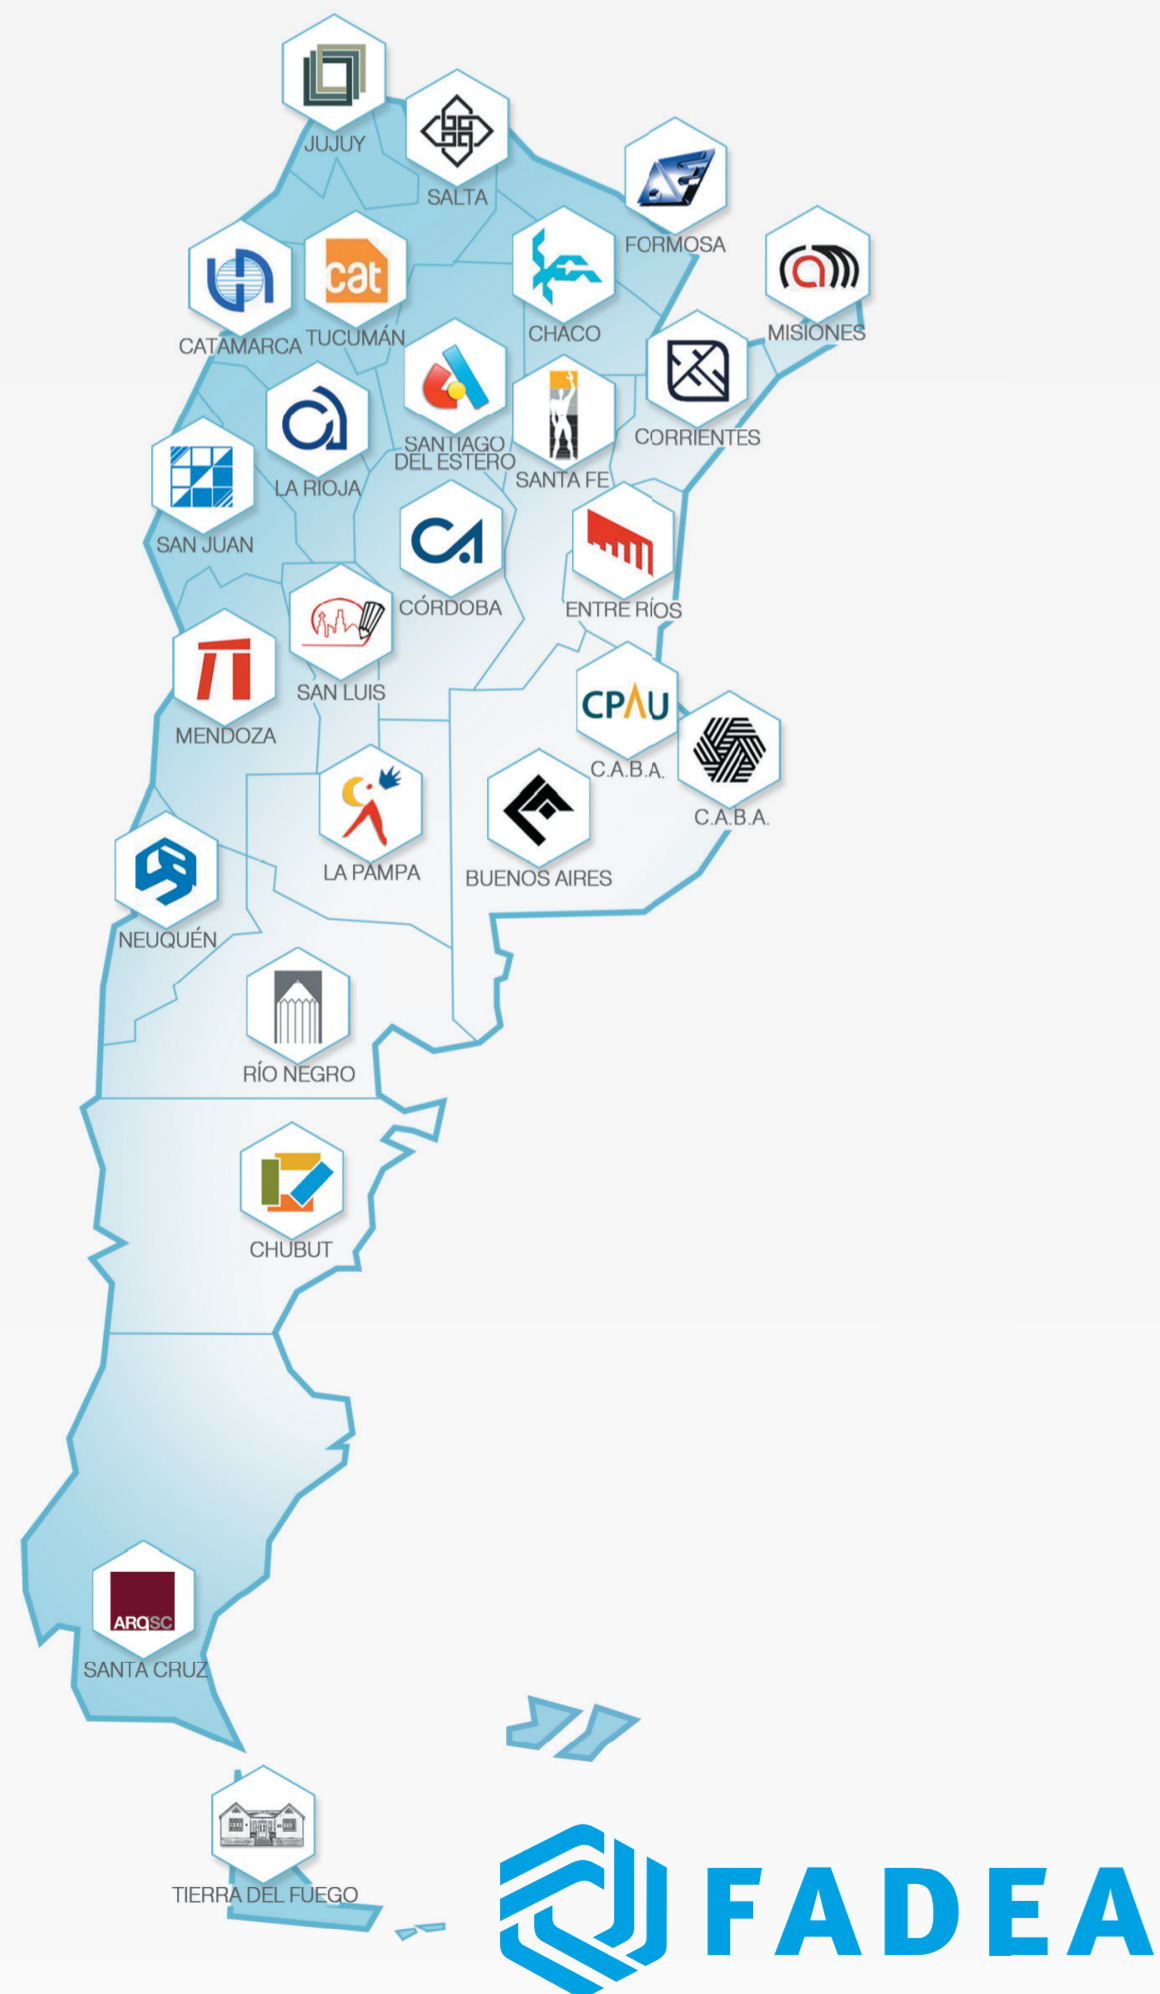 JUJUY
SALTA
FORMOSA
cat
CATAMARCA
TUCUMÁN
CHACO
MISIONES
LA RIOJA
SANTIAGO
DEL ESTERO
SANTA FE
CORRIENTES
SAN JUAN
CA
CÓRDOBA
ENTRE RÍOS
SAN LUIS
MENDOZA
CPAU
C.A.B.A.
C.A.B.A.
LA PAMPA
BUENOS AIRES
NEUQUÉN
RÍO NEGRO
CHUBUT
ARQSC
SANTA CRUZ
TIERRA DEL FUEGO
FADEA